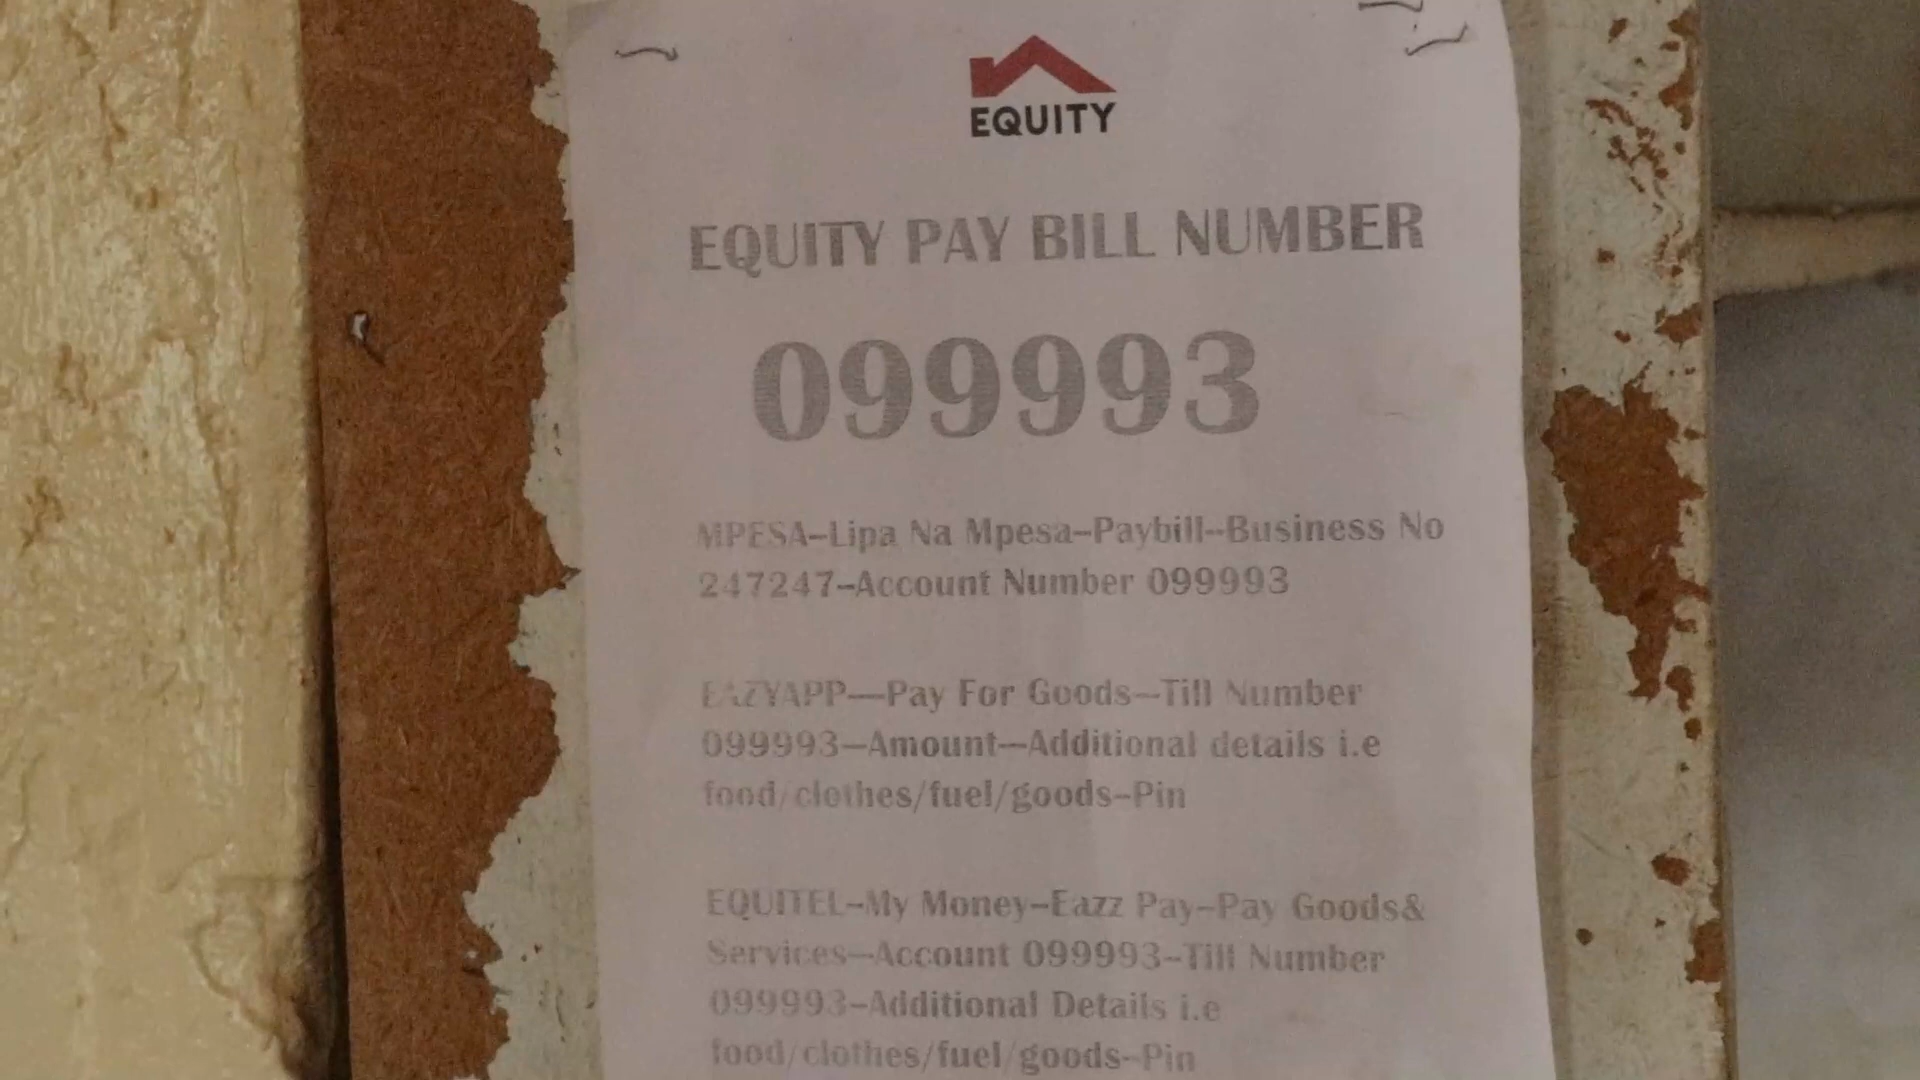 EQUITY
EQUITY PAY BILL NUMBER
099993
MPESA–Lipa Na Mpesa–Paybill–Business No
247247–Account Number 099993
EAZYAPP—Pay For Goods—Till Number
099993—Amount—Additional details i.e
food/clothes/fuel/goods–Pin
EQUITEL–My Money–Eazz Pay–Pay Goods&
Services—Account 099993–Till Number
099993–Additional Details i.e
food/clothes/fuel/goods–Pin